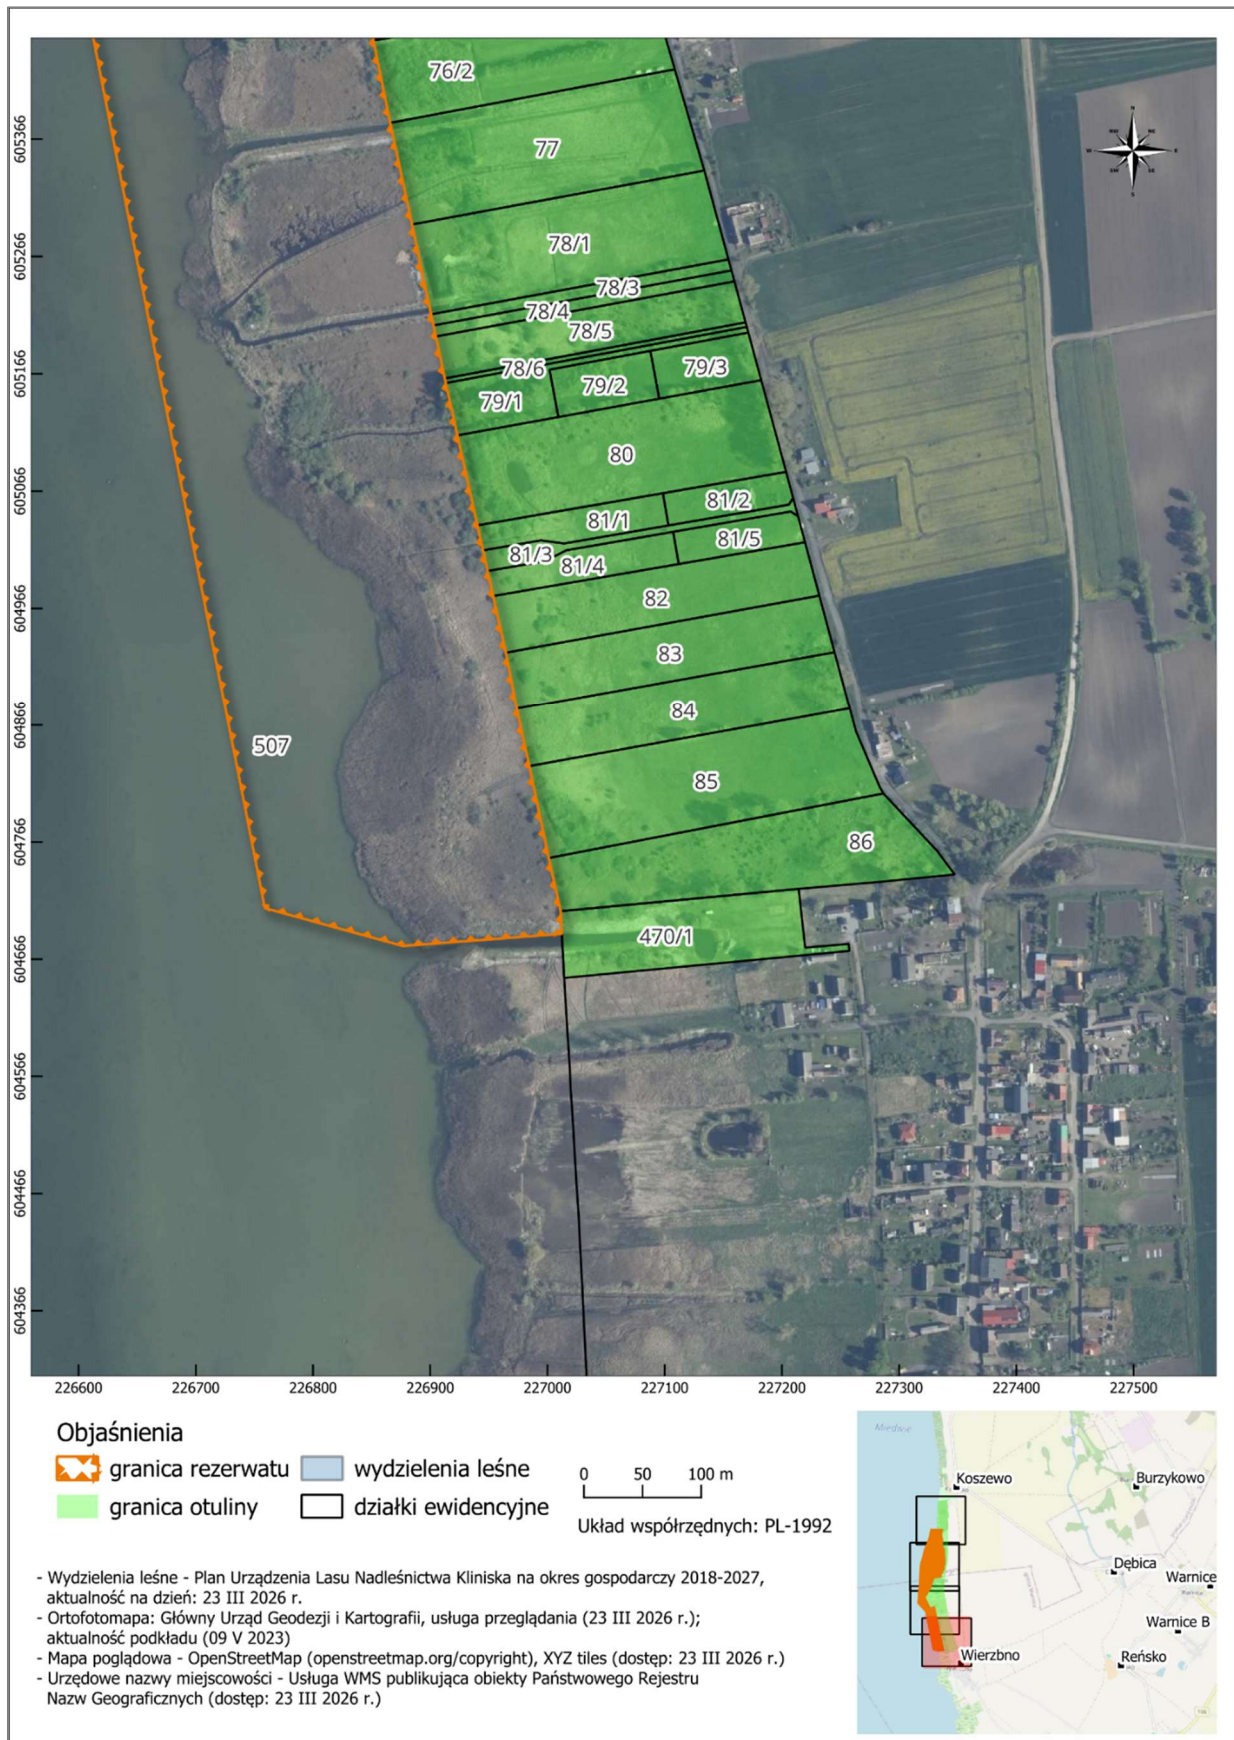 76/2
77
78/1
78/3
78/4
78/5
78/6
79/1
79/2
79/3
80
81/1
81/2
81/3
81/4
81/5
82
83
84
85
86
470/1
507
N
NE
E
SE
S
SW
W
NW
605366
605266
605166
605066
604966
604866
604766
604666
604566
604466
604366
226600 226700 226800 226900 227000 227100 227200 227300 227400 227500
Objaśnienia
granica rezerwatu wydzielenia leśne
granica otuliny działki ewidencyjne
0 50 100 m
Układ współrzędnych: PL-1992
- Wydzielenia leśne - Plan Urządzenia Lasu Nadleśnictwa Kliniska na okres gospodarczy 2018-2027,
aktualność na dzień: 23 III 2026 r.
- Ortofotomapa: Główny Urząd Geodezji i Kartografii, usługa przeglądania (23 III 2026 r.);
aktualność podkładu (09 V 2023)
- Mapa poglądowa - OpenStreetMap (openstreetmap.org/copyright), XYZ tiles (dostęp: 23 III 2026 r.)
- Urzędowe nazwy miejscowości - Usługa WMS publikująca obiekty Państwowego Rejestru
Nazw Geograficznych (dostęp: 23 III 2026 r.)
Miedwie
Koszewo
Burzykowo
Dębica
Warnice
Warnice B
Wierzbno
Reńsko